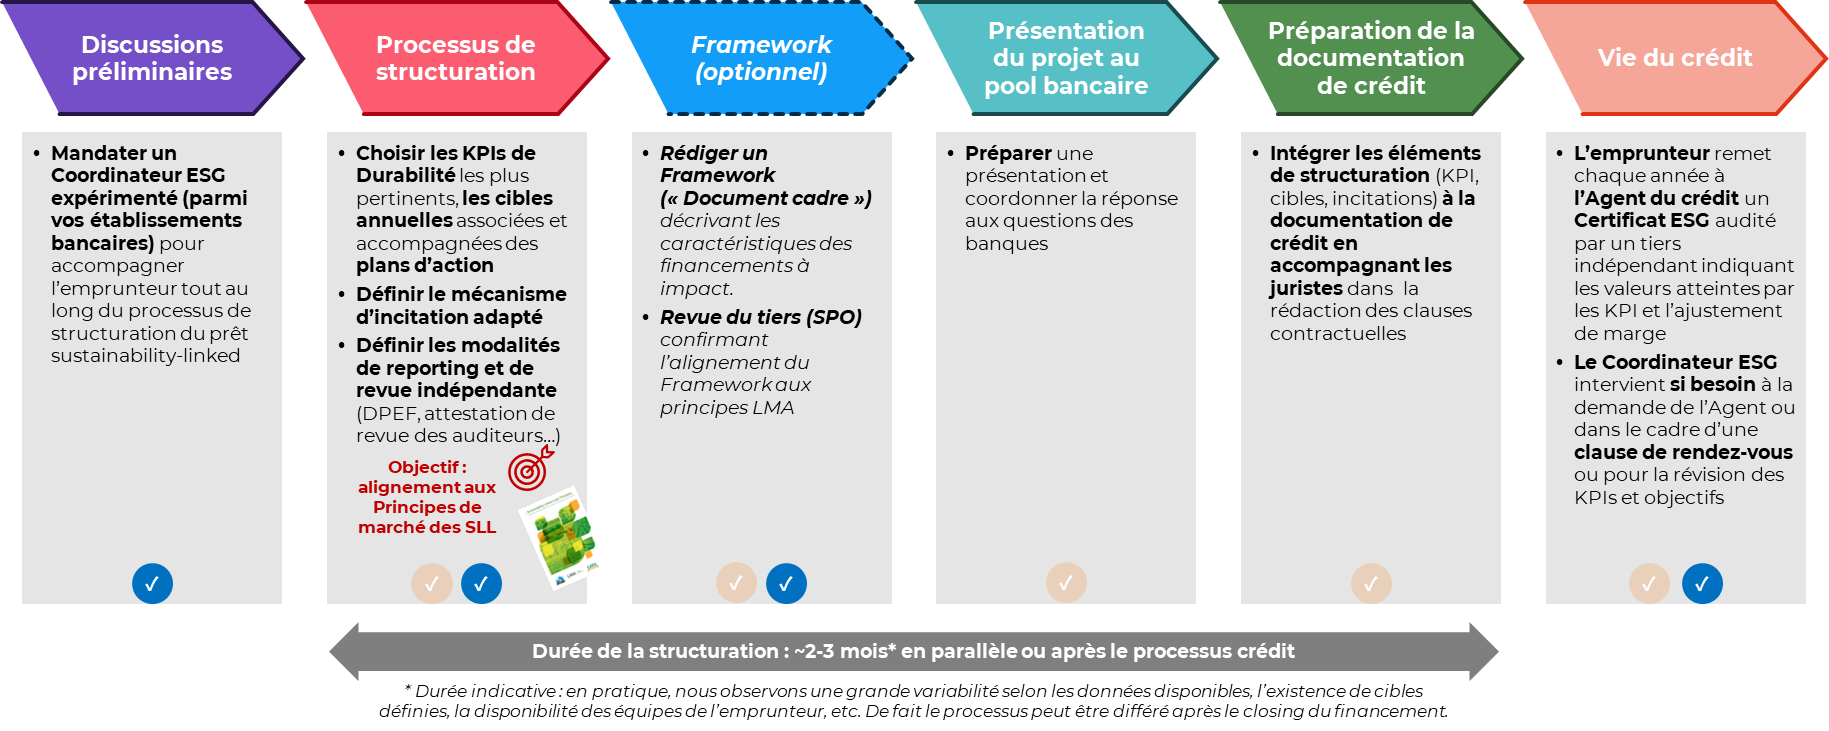 Discussions
préliminaires
Processus de
structuration
Framework
(optionnel)
Présentation
du projet au
pool bancaire
Préparation de la
documentation
de crédit
Vie du crédit
• Mandater un
Coordinateur ESG
expérimenté (parmi
vos établissements
bancaires) pour
accompagner
l'emprunteur tout au
long du processus de
structuration du prêt
sustainability-linked
• Choisir les KPIs de
Durabilité les plus
pertinents, les cibles
annuelles associées et
accompagnées des
plans d'action
• Définir le mécanisme
d'incitation adapté
• Définir les modalités
de reporting et de
revue indépendante
(DPEF, attestation de
revue des auditeurs...)
Objectif :
alignement aux
Principes de
marché des SLL
• Rédiger un
Framework
(« Document cadre »)
décrivant les
caractéristiques des
financements à
impact.
• Revue du tiers (SPO)
confirmant
l'alignement du
Framework aux
principes LMA
• Préparer une
présentation et
coordonner la réponse
aux questions des
banques
• Intégrer les éléments
de structuration (KPI,
cibles, incitations) à la
documentation de
crédit en
accompagnant les
juristes dans la
rédaction des clauses
contractuelles
• L'emprunteur remet
chaque année à
l'Agent du crédit un
Certificat ESG audité
par un tiers
indépendant indiquant
les valeurs atteintes par
les KPI et l'ajustement
de marge
• Le Coordinateur ESG
intervient si besoin à la
demande de l'Agent ou
dans le cadre d'une
clause de rendez-vous
ou pour la révision des
KPIs et objectifs
Durée de la structuration : ~2-3 mois* en parallèle ou après le processus crédit
* Durée indicative : en pratique, nous observons une grande variabilité selon les données disponibles, l'existence de cibles
définies, la disponibilité des équipes de l'emprunteur, etc. De fait le processus peut être différé après le closing du financement.